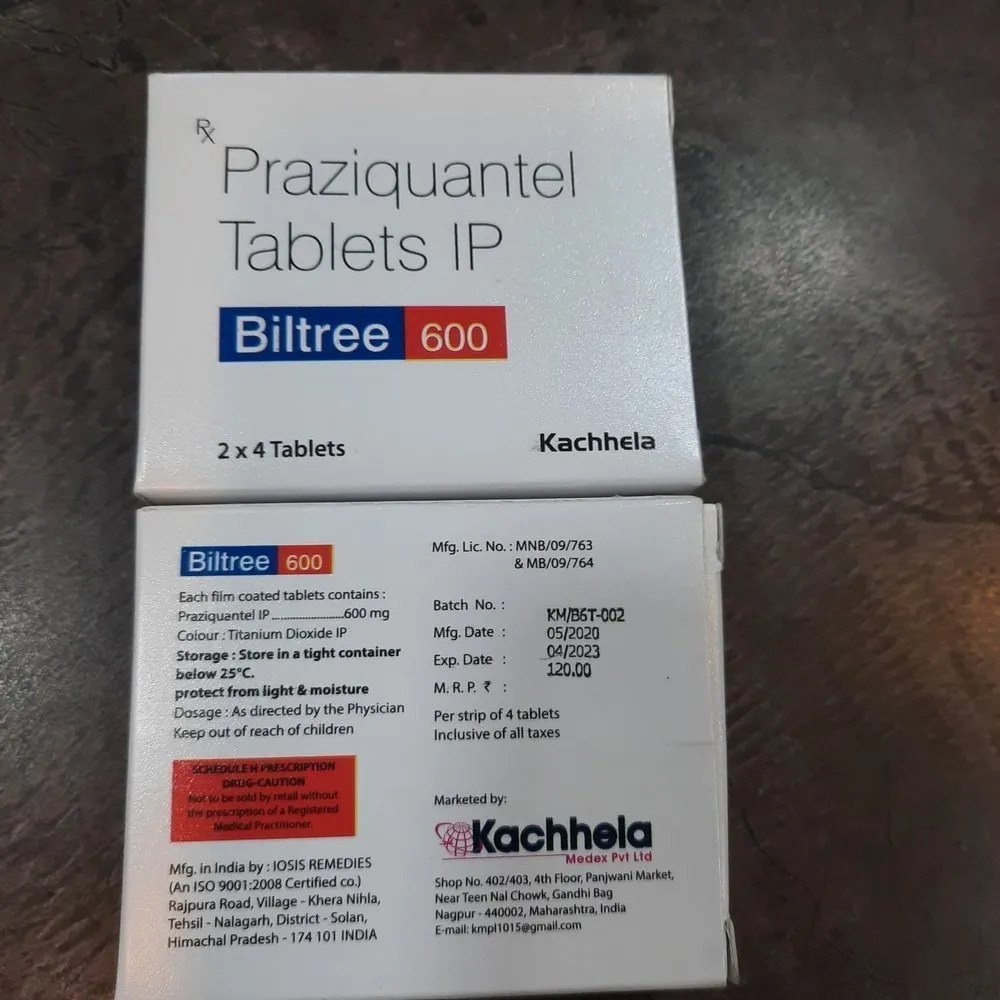 Rx
Praziquantel
Tablets IP
Biltree 600
2 x 4 Tablets
Kachhela
Biltree 600
Each film coated tablets contains :
Praziquantel IP ........................600 mg
Colour : Titanium Dioxide IP
Storage : Store in a tight container
below 25°C.
protect from light & moisture
Dosage : As directed by the Physician
Keep out of reach of children
SCHEDULE H PRESCRIPTION
DRUG-CAUTION
Not to be sold by retail without
the prescription of a Registered
Medical Practitioner.
Mfg. in India by : IOSIS REMEDIES
(An ISO 9001:2008 Certified co.)
Rajpura Road, Village - Khera Nihla,
Tehsil - Nalagarh, District - Solan,
Himachal Pradesh - 174 101 INDIA
Mfg. Lic. No. : MNB/09/763
& MB/09/764
Batch No. : KM/B6T-002
Mfg. Date : 05/2020
Exp. Date : 04/2023
M. R. P. ₹ : 120.00
Per strip of 4 tablets
Inclusive of all taxes
Marketed by:
Kachhela
Medex Pvt Ltd
Shop No. 402/403, 4th Floor, Panjwani Market,
Near Teen Nal Chowk, Gandhi Bag
Nagpur - 440002, Maharashtra, India
E-mail: kmpl1015@gmail.com